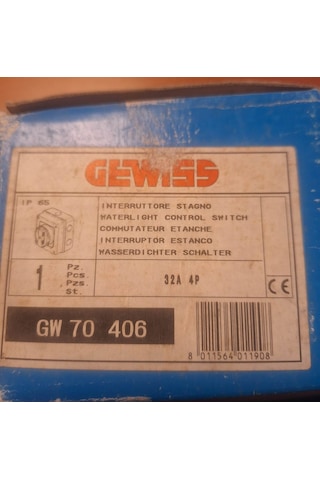 GEWISS
IP 65
INTERRUTTORE STAGNO
WATERLIGHT CONTROL SWITCH
COMMUTATEUR ETANCHE
INTERRUPTOR ESTANCO
WASSERDICHTER SCHALTER
1 Pz.
Pcs.
Pzs.
St.
32A 4P
CE
GW 70 406
8 011564 011908